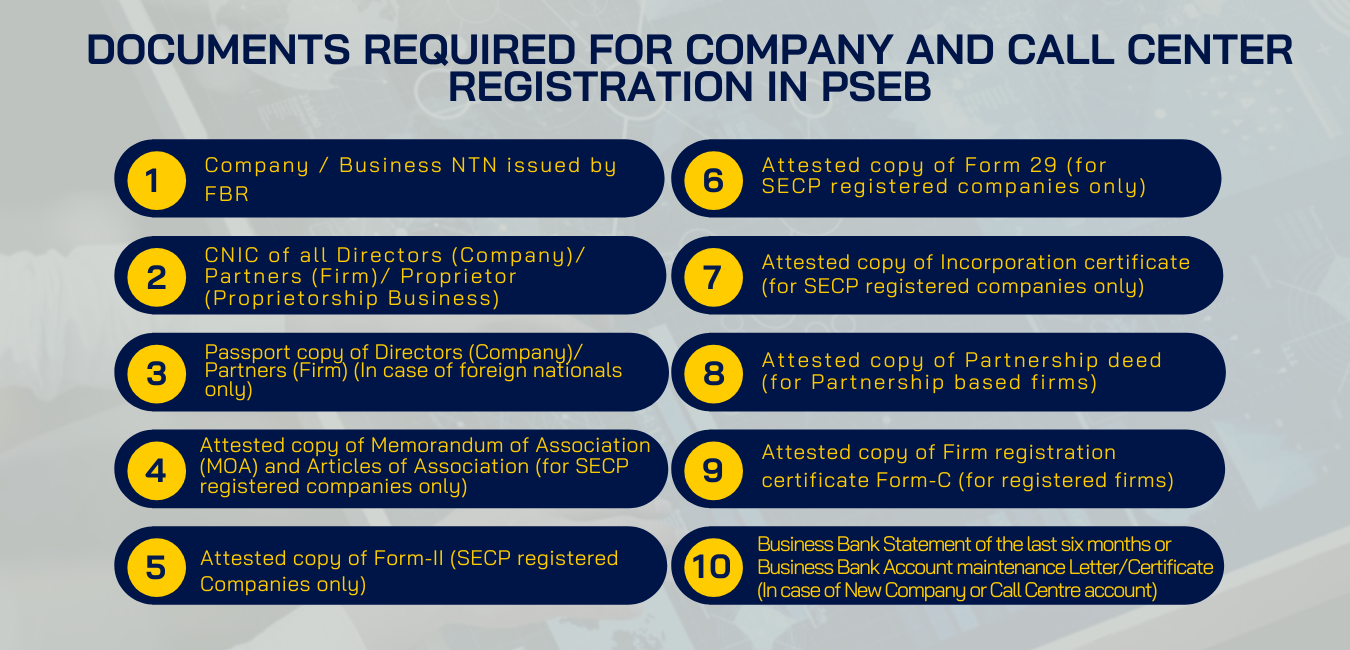 DOCUMENTS REQUIRED FOR COMPANY AND CALL CENTER
REGISTRATION IN PSEB
1
Company / Business NTN issued by
FBR
2
CNIC of all Directors (Company)/
Partners (Firm)/ Proprietor
(Proprietorship Business)
3
Passport copy of Directors (Company)/
Partners (Firm) (In case of foreign nationals
only)
4
Attested copy of Memorandum of Association
(MOA) and Articles of Association (for SECP
registered companies only)
5
Attested copy of Form-II (SECP registered
Companies only)
6
Attested copy of Form 29 (for
SECP registered companies only)
7
Attested copy of Incorporation certificate
(for SECP registered companies only)
8
Attested copy of Partnership deed
(for Partnership based firms)
9
Attested copy of Firm registration
certificate Form-C (for registered firms)
10
Business Bank Statement of the last six months or
Business Bank Account maintenance Letter/Certificate
(In case of New Company or Call Centre account)